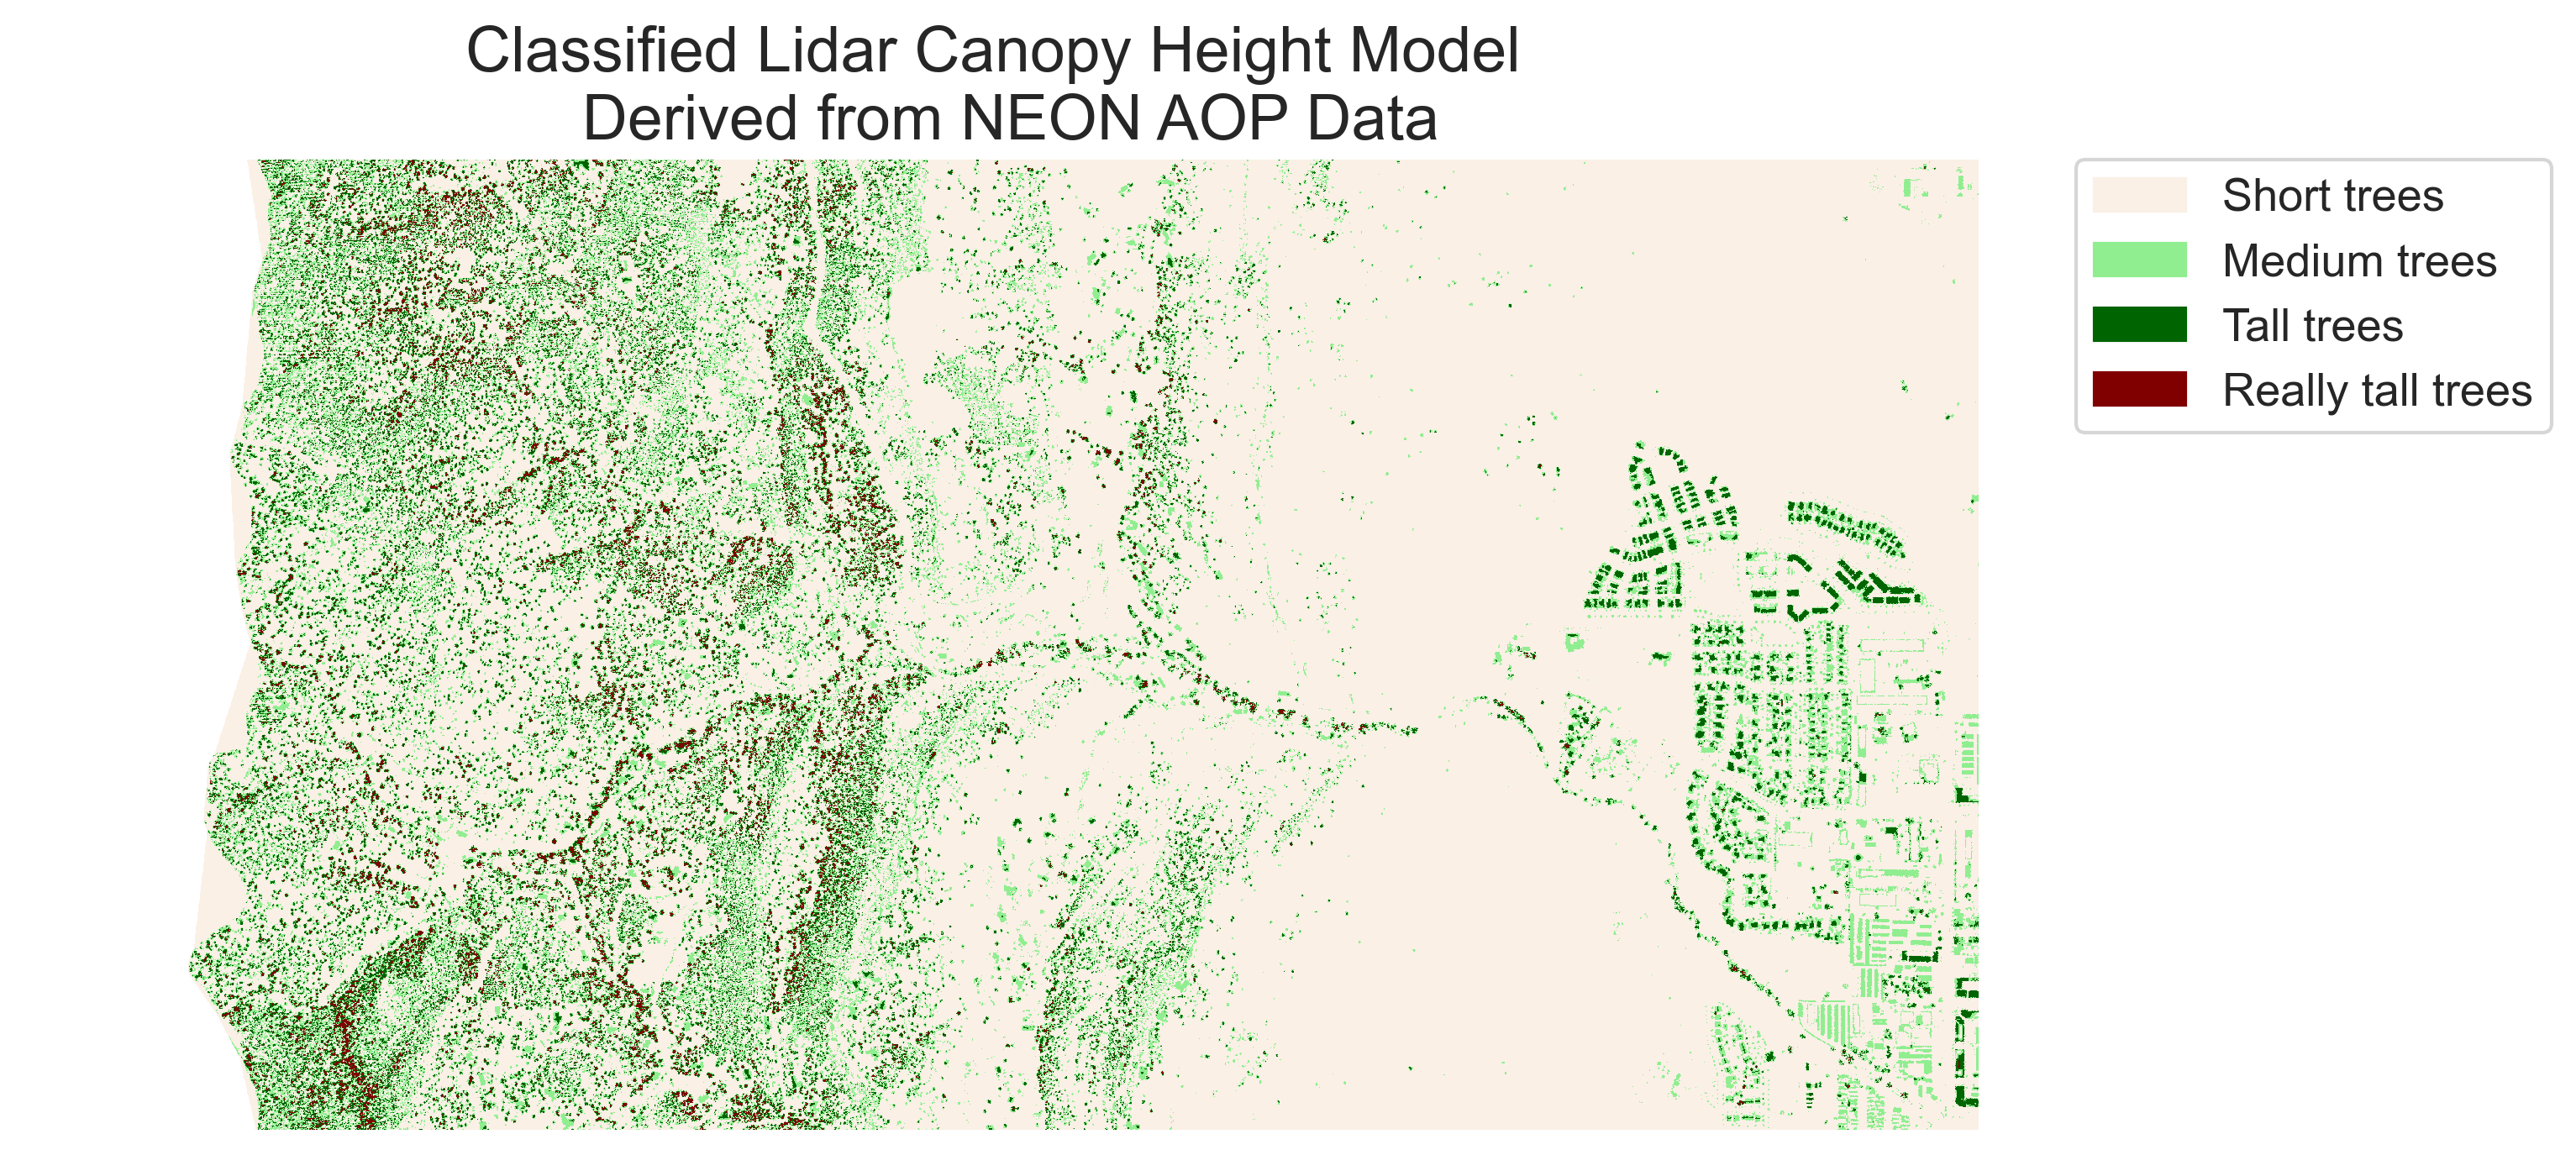 Classified Lidar Canopy Height Model
Derived from NEON AOP Data
Short trees
Medium trees
Tall trees
Really tall trees